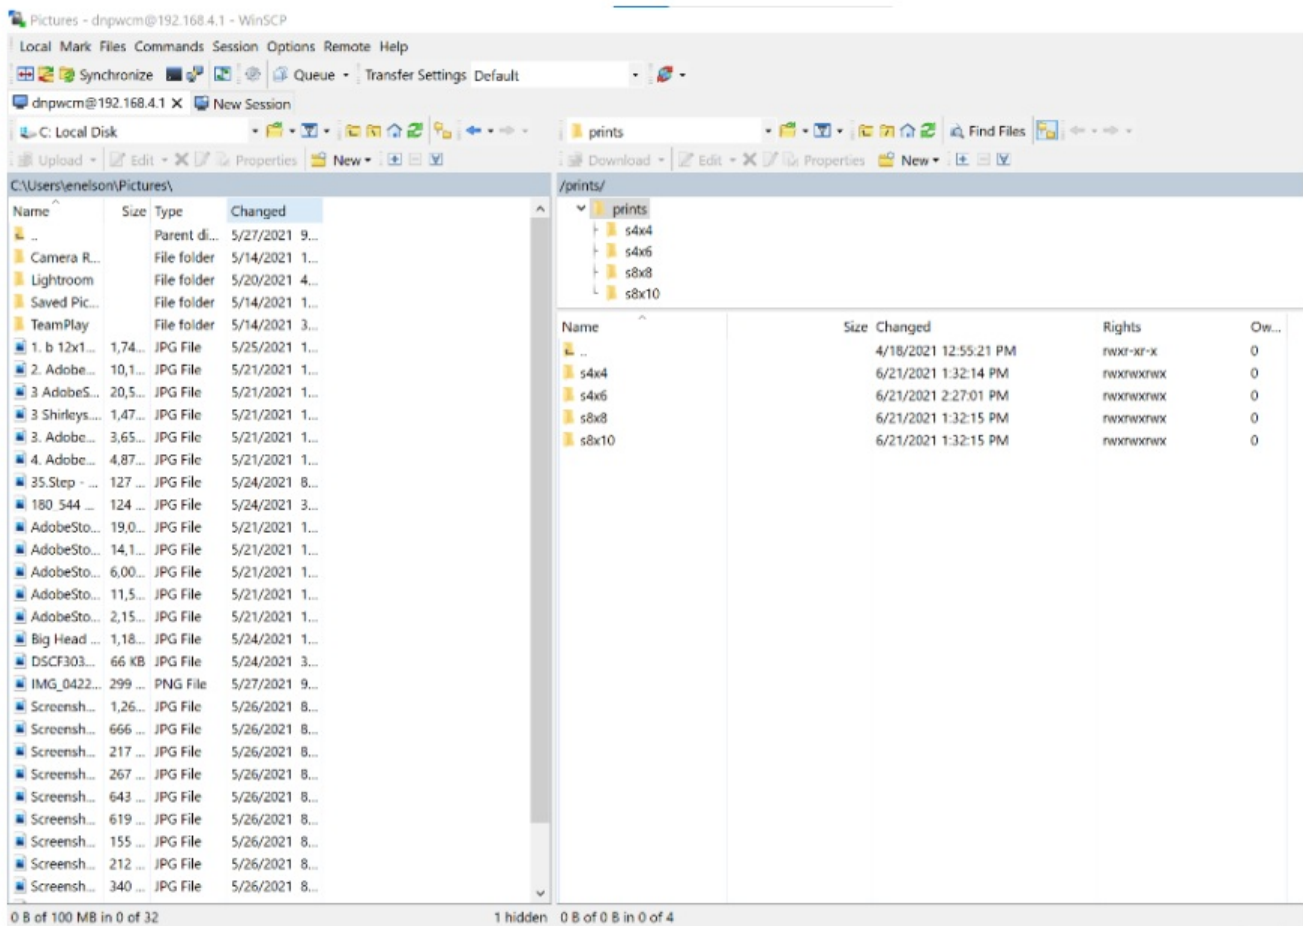 Pictures - dnpwcm@192.168.4.1 - WinSCP
Local Mark Files Commands Session Options Remote Help
Synchronize Queue Transfer Settings Default
dnpwcm@192.168.4.1 X New Session
C: Local Disk
Upload Edit Properties New
C:\Users\enelson\Pictures\
Name Size Type Changed
.. Parent di... 5/27/2021 9...
Camera R... File folder 5/14/2021 1...
Lightroom File folder 5/20/2021 4...
Saved Pic... File folder 5/14/2021 1...
TeamPlay File folder 5/14/2021 3...
1. b 12x1... 1,74... JPG File 5/25/2021 1...
2. Adobe... 10,1... JPG File 5/21/2021 1...
3 AdobeS... 20,5... JPG File 5/21/2021 1...
3 Shirleys.... 1,47... JPG File 5/21/2021 1...
3. Adobe... 3,65... JPG File 5/21/2021 1...
4. Adobe... 4,87... JPG File 5/21/2021 1...
35.Step - ... 127 ... JPG File 5/24/2021 8...
180_544 ... 124 ... JPG File 5/24/2021 3...
AdobeSto... 19,0... JPG File 5/21/2021 1...
AdobeSto... 14,1... JPG File 5/21/2021 1...
AdobeSto... 6,00... JPG File 5/21/2021 1...
AdobeSto... 11,5... JPG File 5/21/2021 1...
AdobeSto... 2,15... JPG File 5/21/2021 1...
Big Head ... 1,18... JPG File 5/24/2021 1...
DSCF303... 66 KB JPG File 5/24/2021 3...
IMG_0422... 299 ... PNG File 5/27/2021 9...
Screensh... 1,26... JPG File 5/26/2021 8...
Screensh... 666 ... JPG File 5/26/2021 8...
Screensh... 217 ... JPG File 5/26/2021 8...
Screensh... 267 ... JPG File 5/26/2021 8...
Screensh... 643 ... JPG File 5/26/2021 8...
Screensh... 619 ... JPG File 5/26/2021 8...
Screensh... 155 ... JPG File 5/26/2021 8...
Screensh... 212 ... JPG File 5/26/2021 8...
Screensh... 340 ... JPG File 5/26/2021 8...
0 B of 100 MB in 0 of 32 1 hidden
prints Find Files
Download Edit Properties New
/prints/
prints
s4x4
s4x6
s8x8
s8x10
Name Size Changed Rights Ow...
.. 4/18/2021 12:55:21 PM rwxr-xr-x 0
s4x4 6/21/2021 1:32:14 PM rwxrwxrwx 0
s4x6 6/21/2021 2:27:01 PM rwxrwxrwx 0
s8x8 6/21/2021 1:32:15 PM rwxrwxrwx 0
s8x10 6/21/2021 1:32:15 PM rwxrwxrwx 0
0 B of 0 B in 0 of 4